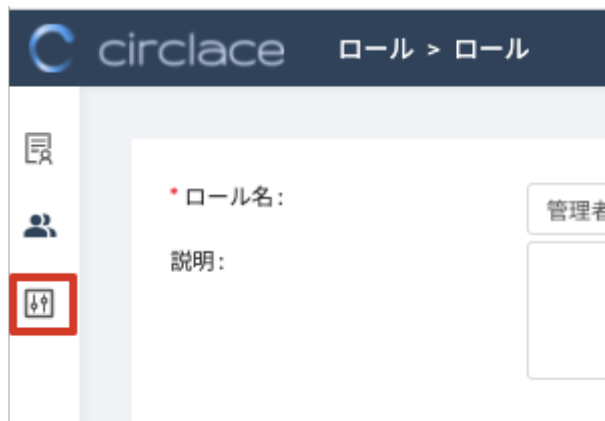 circlace
ロール > ロール
* ロール名:
管理者
説明: